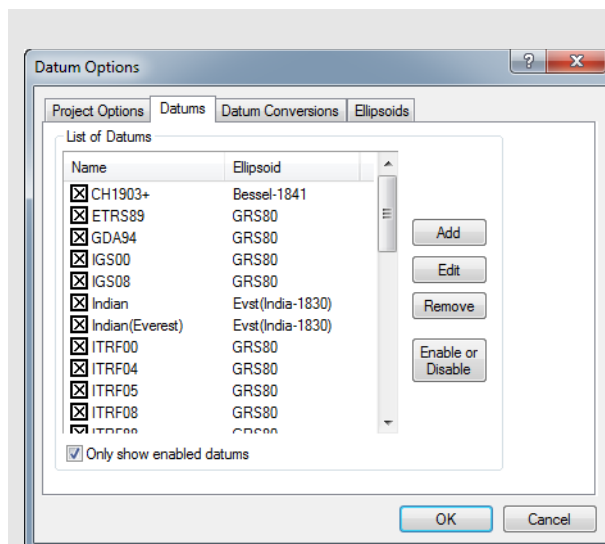 Datum Options
Project Options Datums Datum Conversions Ellipsoids
List of Datums
Name Ellipsoid
CH1903+ Bessel-1841
ETRS89 GRS80
GDA94 GRS80
IGS00 GRS80
IGS08 GRS80
Indian Evst(India-1830)
Indian(Everest) Evst(India-1830)
ITRF00 GRS80
ITRF04 GRS80
ITRF05 GRS80
ITRF08 GRS80
Only show enabled datums
Add
Edit
Remove
Enable or
Disable
OK Cancel